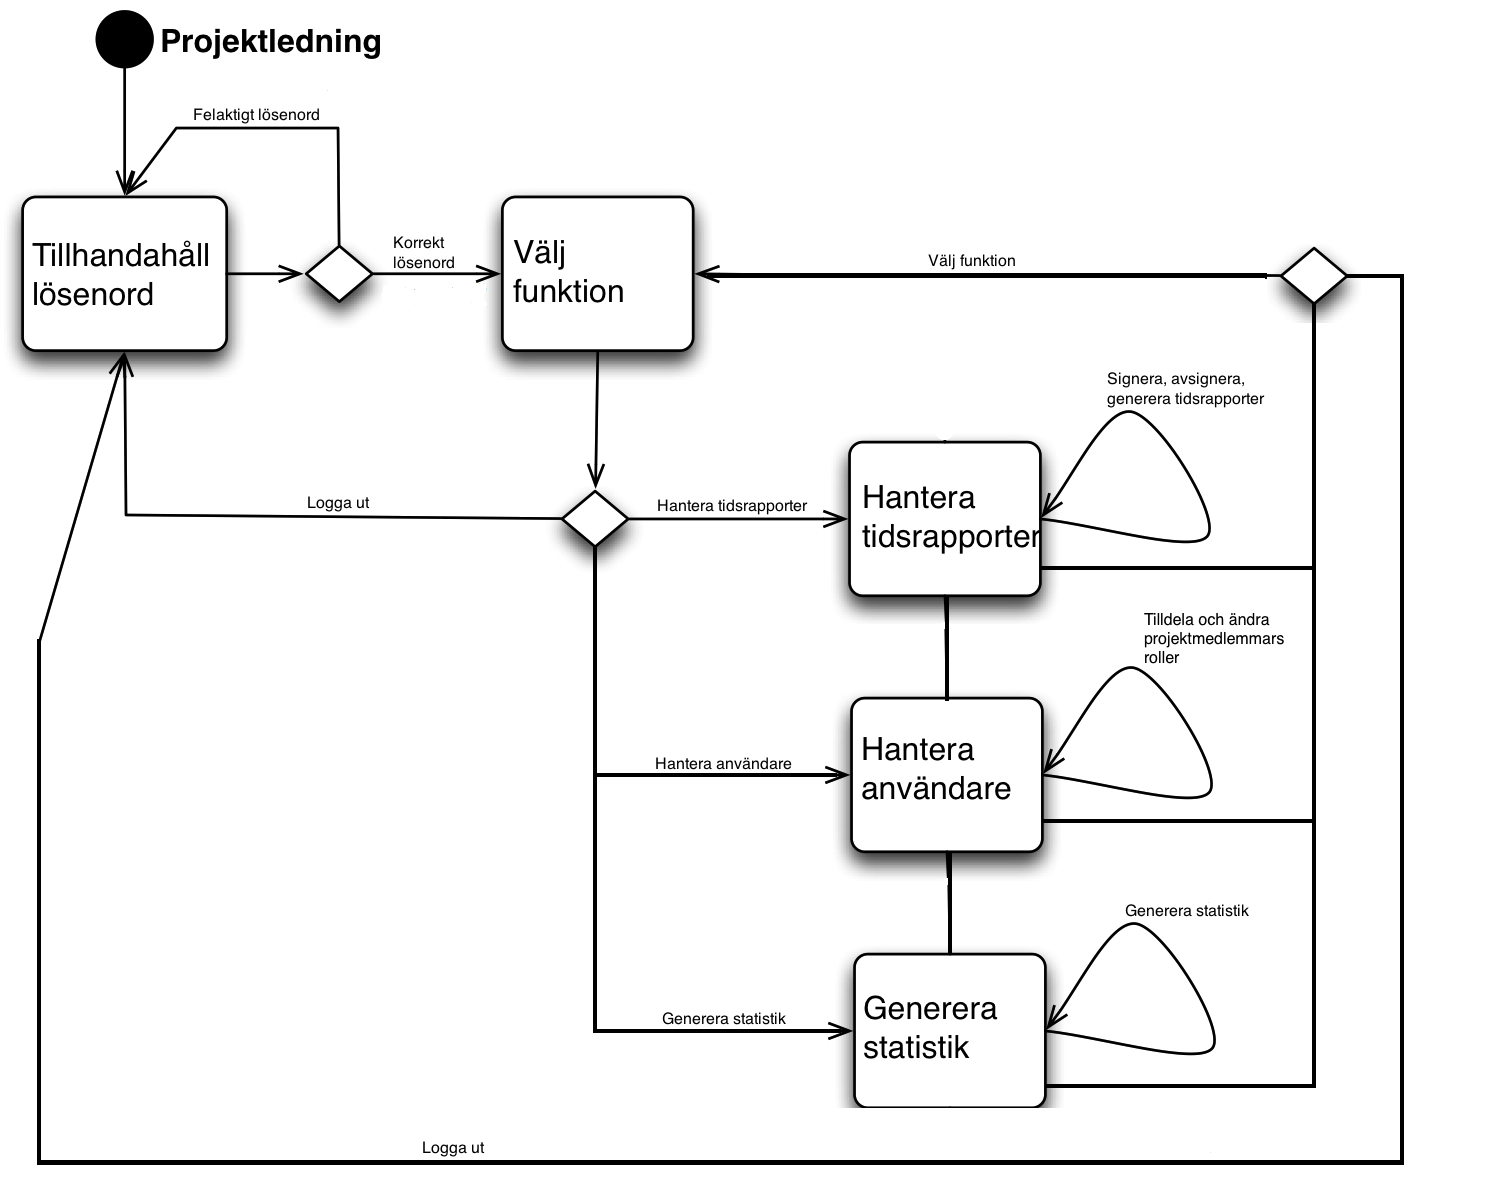 Projektledning
Felaktigt lösenord
Tillhandahåll
lösenord
Korrekt
lösenord
Välj
funktion
Välj funktion
Signera, avsignera,
generera tidsrapporter
Logga ut
Hantera tidsrapporter
Hantera
tidsrapporter
Tilldela och ändra
projektmedlemmars
roller
Hantera användare
Hantera
användare
Generera statistik
Generera statistik
Generera
statistik
Logga ut